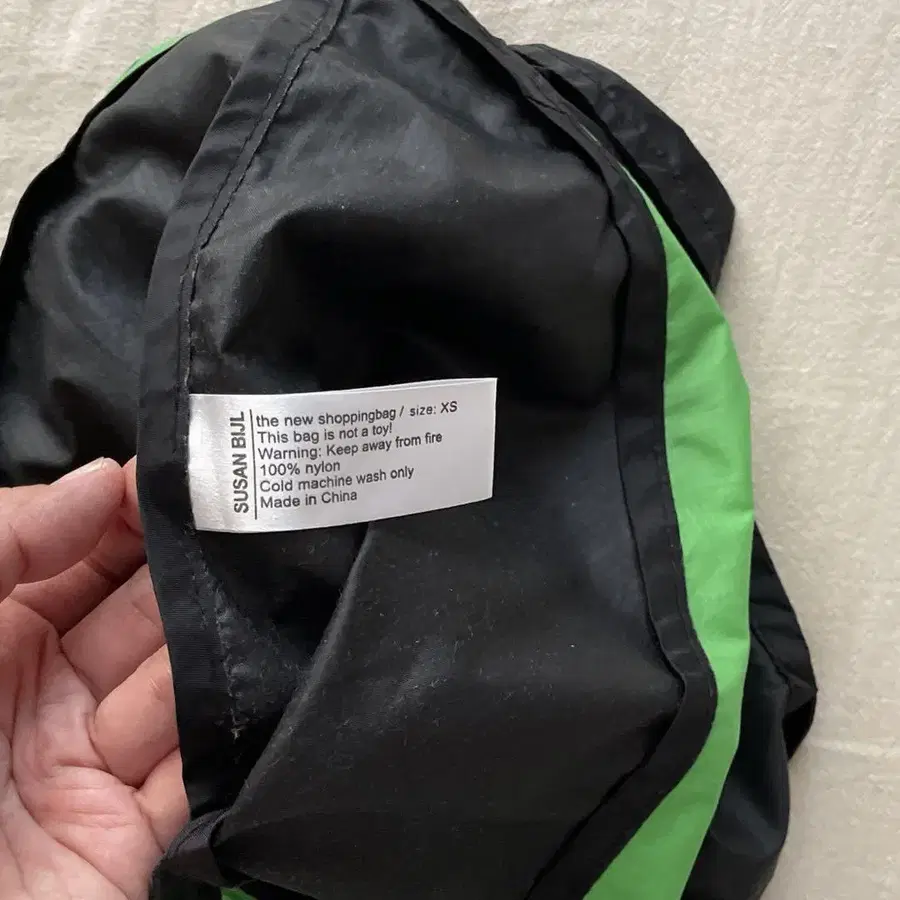 SUSAN BIJL
the new shoppingbag / size: XS
This bag is not a toy!
Warning: Keep away from fire
100% nylon
Cold machine wash only
Made in China